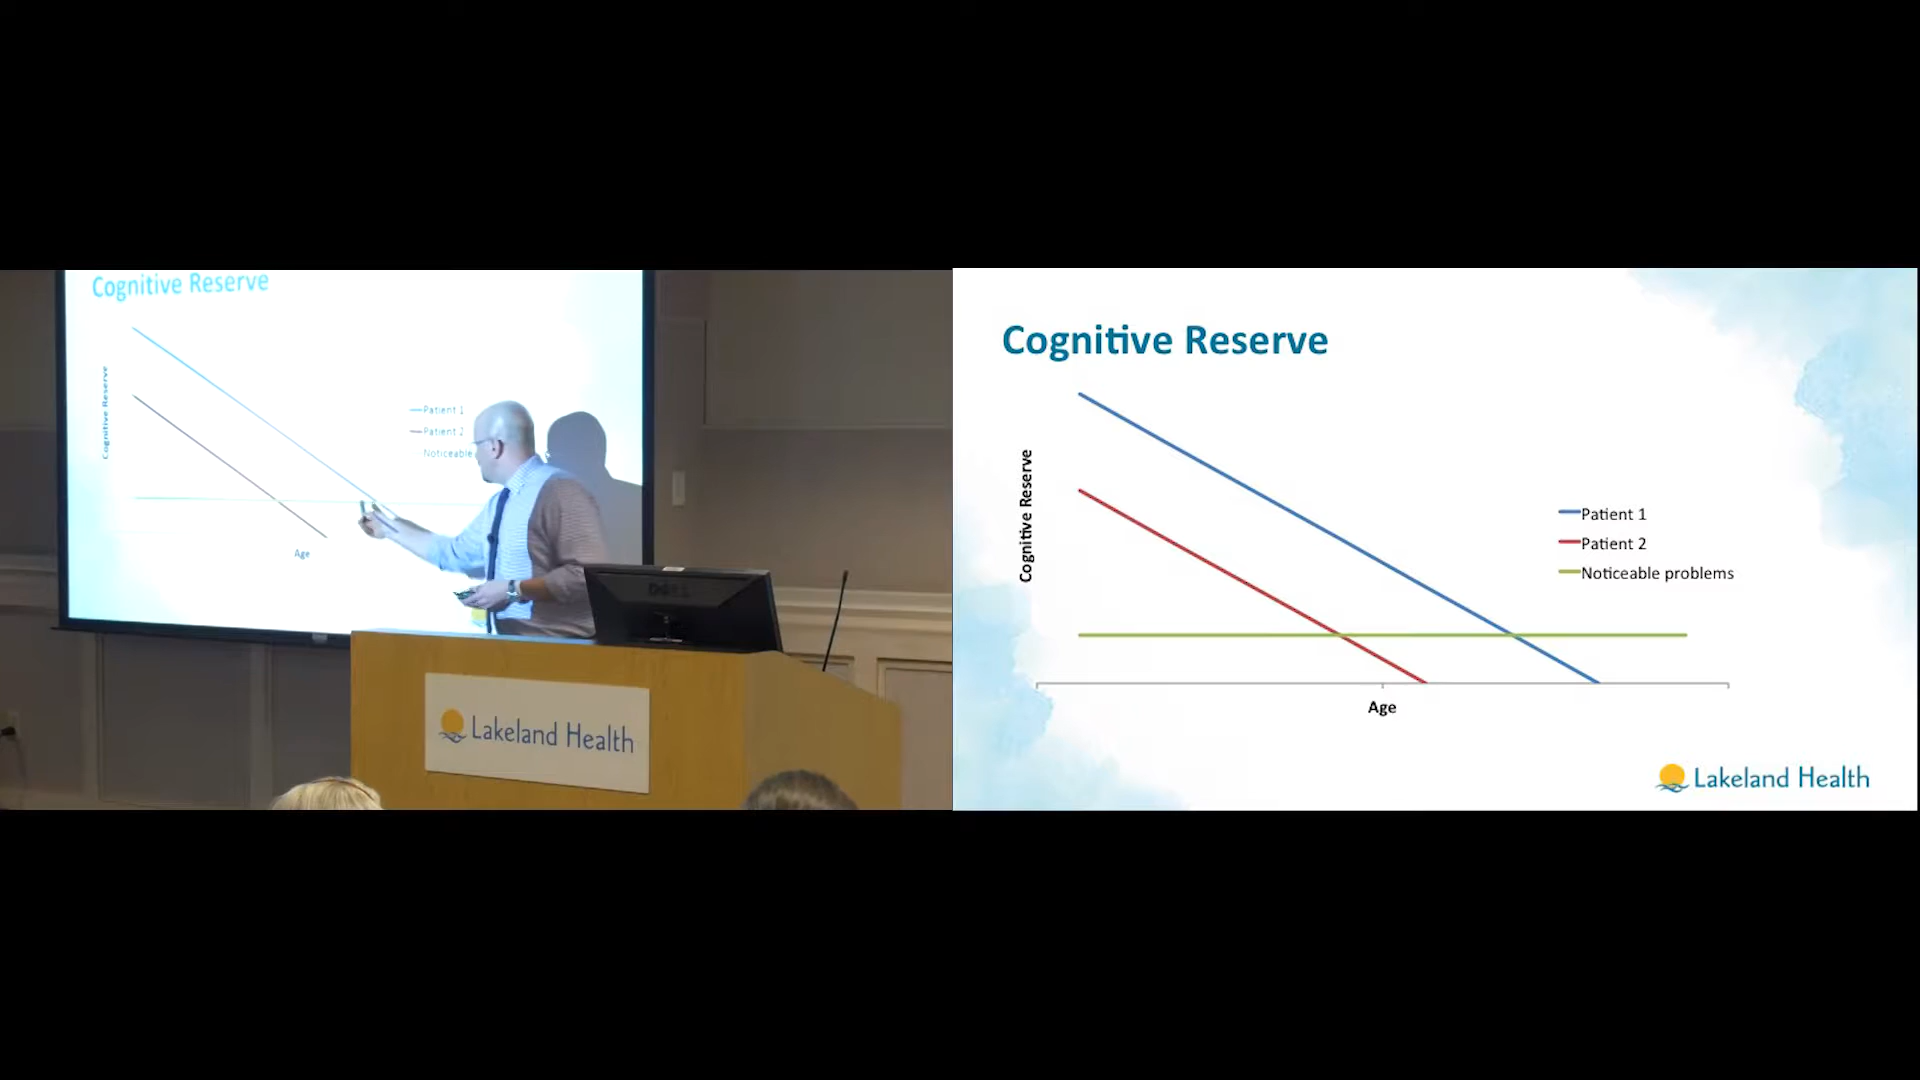 Cognitive Reserve
Cognitive Reserve
Patient 1
Patient 2
Noticeable
Age
DELL
Lakeland Health
Cognitive Reserve
Cognitive Reserve
Patient 1
Patient 2
Noticeable problems
Age
Lakeland Health